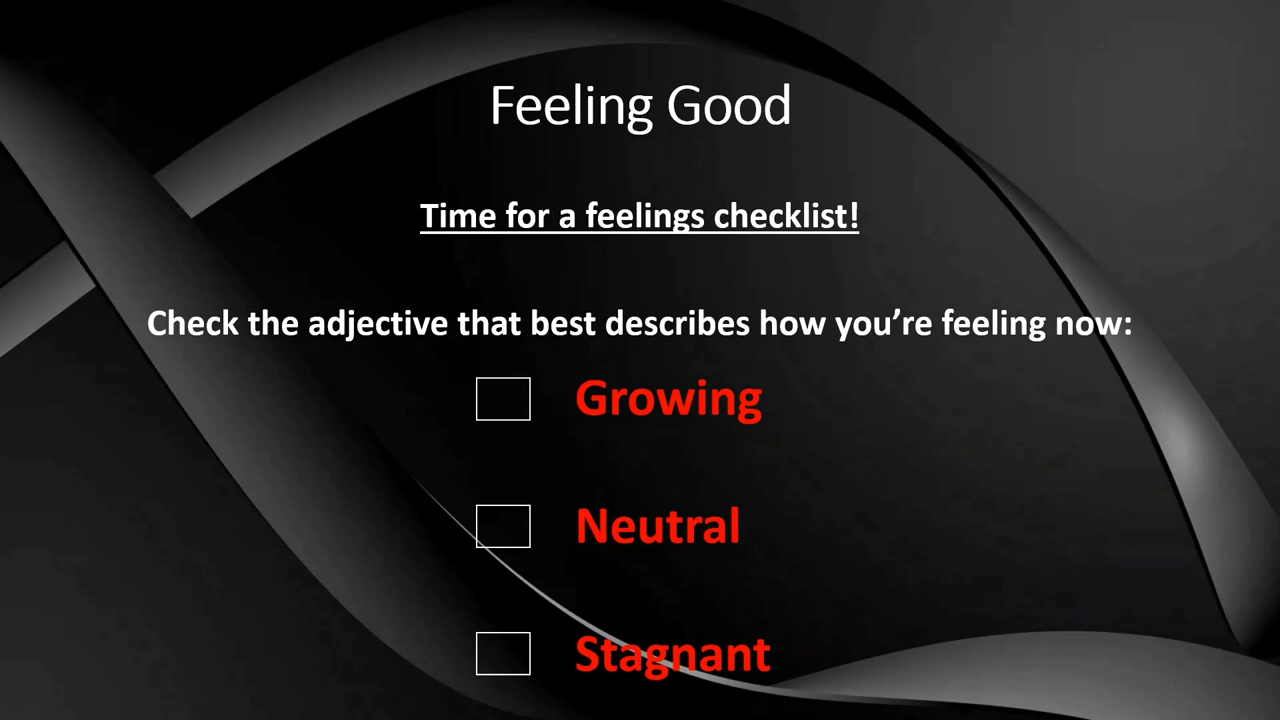 Feeling Good
Time for a feelings checklist!
Check the adjective that best describes how you’re feeling now:
Growing
Neutral
Stagnant